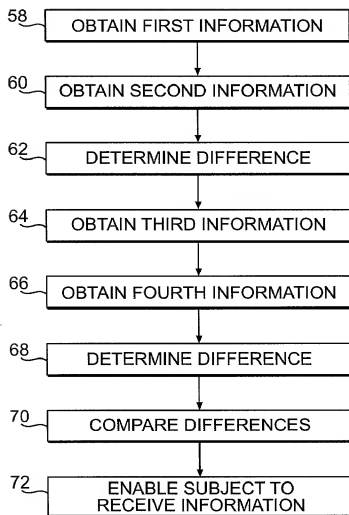 58 OBTAIN FIRST INFORMATION
60 OBTAIN SECOND INFORMATION
62 DETERMINE DIFFERENCE
64 OBTAIN THIRD INFORMATION
66 OBTAIN FOURTH INFORMATION
68 DETERMINE DIFFERENCE
70 COMPARE DIFFERENCES
72 ENABLE SUBJECT TO
RECEIVE INFORMATION